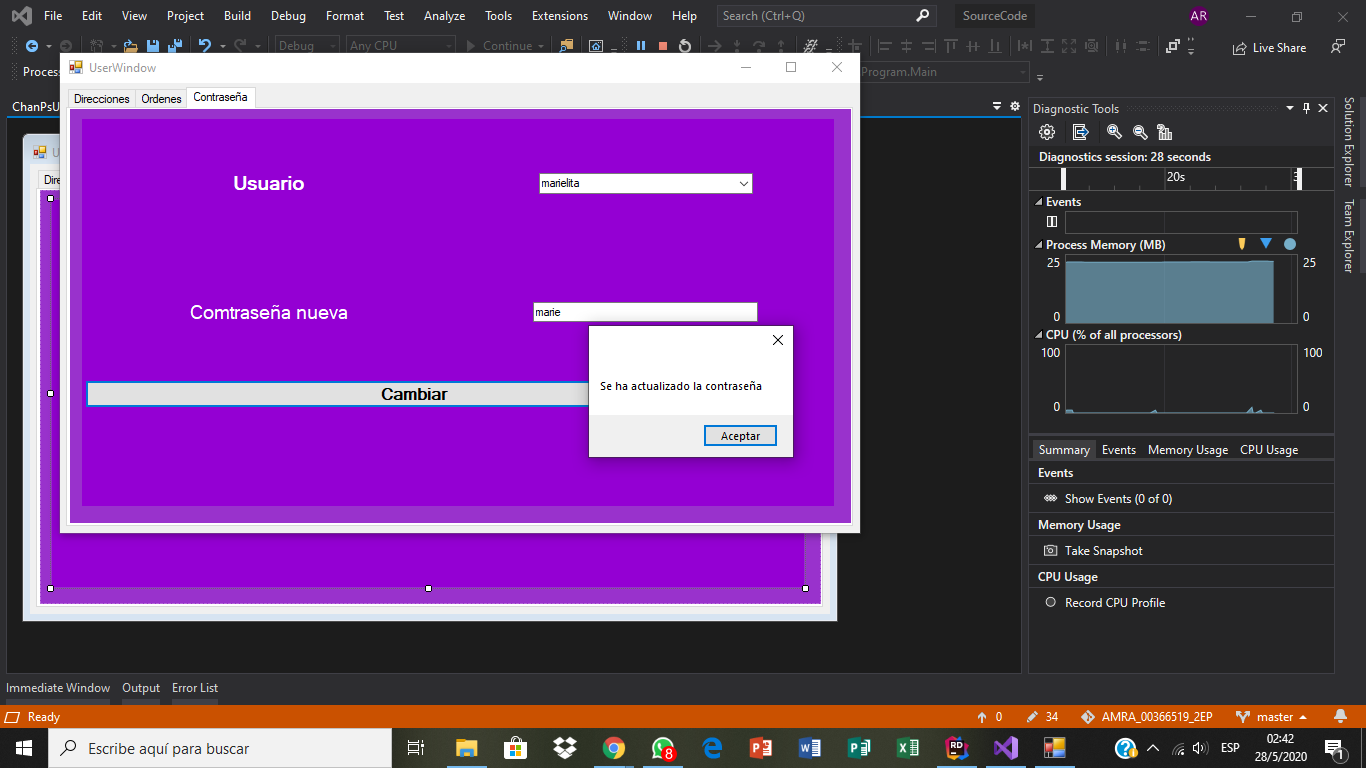 File Edit View Project Build Debug Format Test Analyze Tools Extensions Window Help Search (Ctrl+Q) SourceCode AR
Debug Any CPU Continue Live Share
Process Program.Main
UserWindow
Direcciones Ordenes Contraseña
ChanPsU
Usuario marielita
Comtraseña nueva marie
Cambiar
Se ha actualizado la contraseña
Aceptar
U
Dire
Diagnostic Tools
Diagnostics session: 28 seconds
20s 3
Events
Process Memory (MB)
25 25
0 0
CPU (% of all processors)
100 100
0 0
Summary Events Memory Usage CPU Usage
Events
Show Events (0 of 0)
Memory Usage
Take Snapshot
CPU Usage
Record CPU Profile
Solution Explorer
Team Explorer
Immediate Window Output Error List
Ready 0 34 AMRA_00366519_2EP master
Escribe aquí para buscar 8 RD ESP 02:42
28/5/2020 1